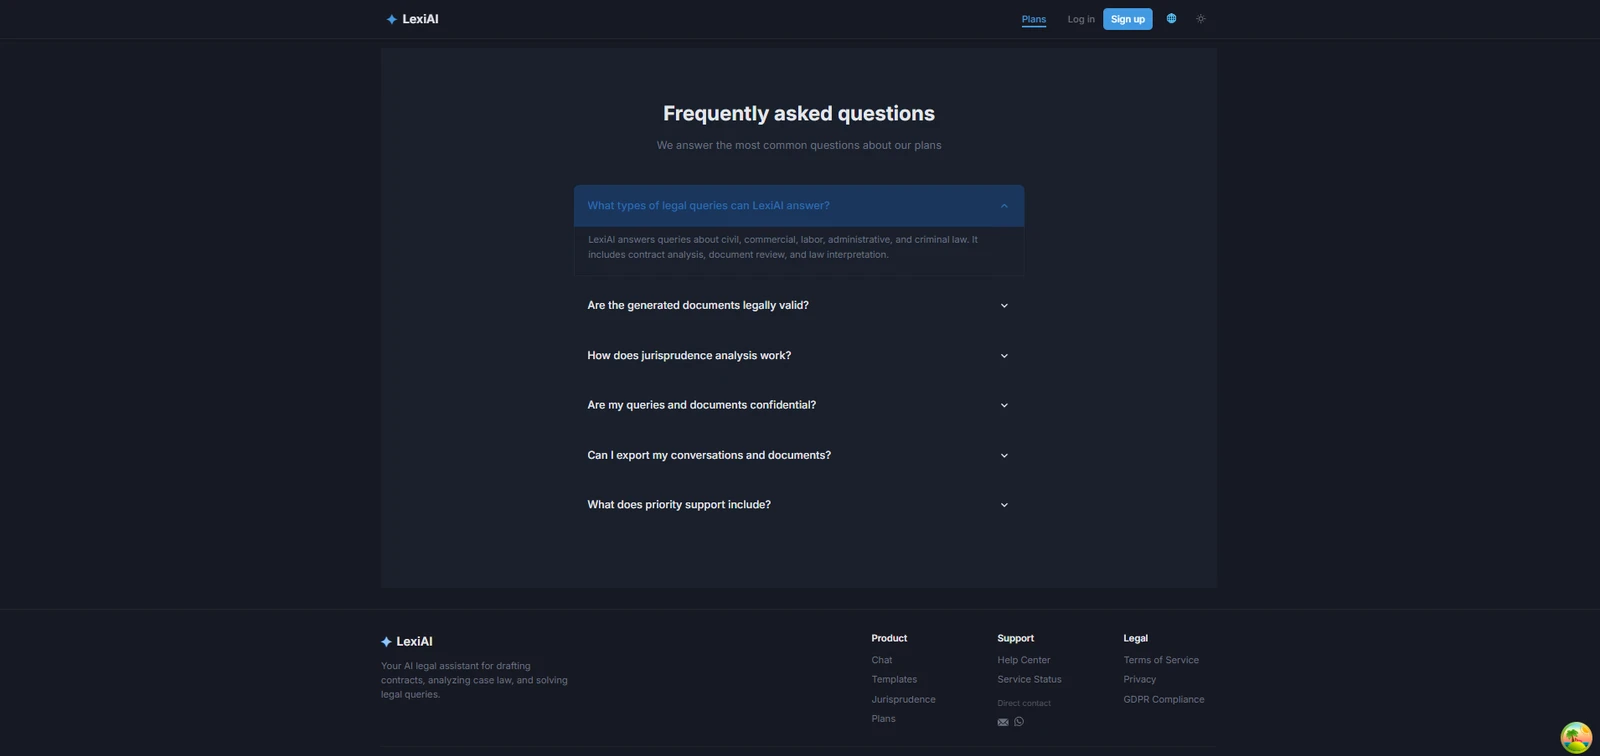 LexiAI
Plans
Log in
Sign up
Frequently asked questions
We answer the most common questions about our plans
What types of legal queries can LexiAI answer?
LexiAI answers queries about civil, commercial, labor, administrative, and criminal law. It
includes contract analysis, document review, and law interpretation.
Are the generated documents legally valid?
How does jurisprudence analysis work?
Are my queries and documents confidential?
Can I export my conversations and documents?
What does priority support include?
LexiAI
Your AI legal assistant for drafting
contracts, analyzing case law, and solving
legal queries.
Product
Chat
Templates
Jurisprudence
Plans
Support
Help Center
Service Status
Direct contact
Legal
Terms of Service
Privacy
GDPR Compliance